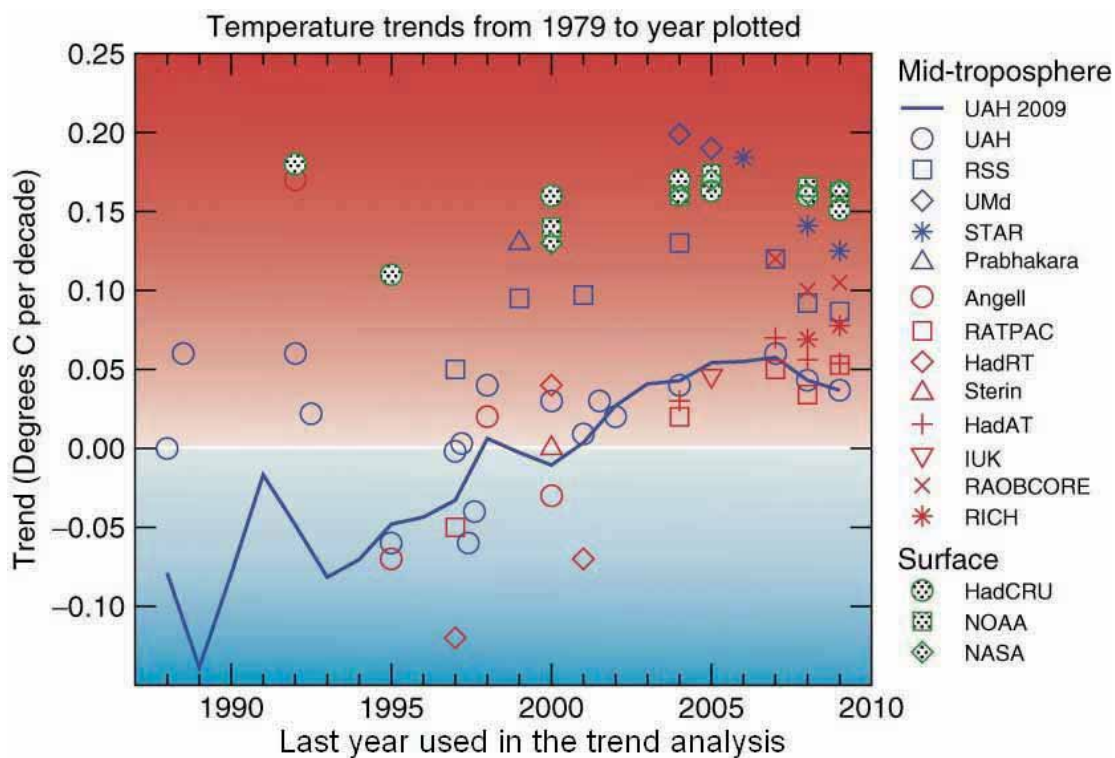 Temperature trends from 1979 to year plotted
Trend (Degrees C per decade)
0.25
0.20
0.15
0.10
0.05
0.00
−0.05
−0.10
1990
1995
2000
2005
2010
Last year used in the trend analysis
Mid-troposphere
UAH 2009
UAH
RSS
UMd
STAR
Prabhakara
Angell
RATPAC
HadRT
Sterin
HadAT
IUK
RAOBCORE
RICH
Surface
HadCRU
NOAA
NASA